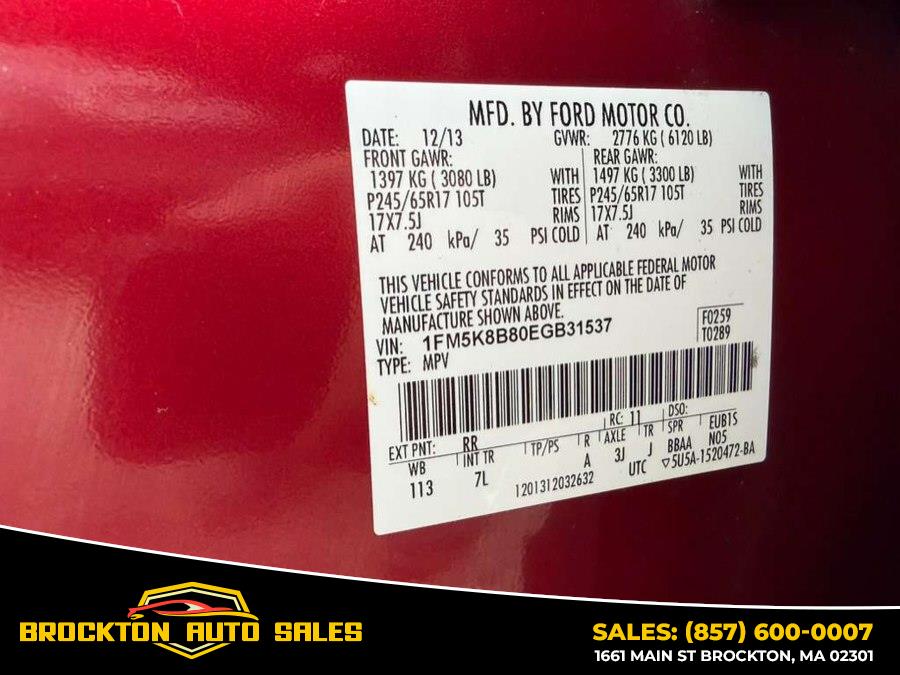 MFD. BY FORD MOTOR CO.
DATE: 12/13 GVWR: 2776 KG ( 6120 LB)
FRONT GAWR: REAR GAWR:
1397 KG ( 3080 LB) WITH 1497 KG ( 3300 LB) WITH
P245/65R17 105T TIRES P245/65R17 105T TIRES
17X7.5J RIMS 17X7.5J RIMS
AT 240 kPa/ 35 PSI COLD AT 240 kPa/ 35 PSI COLD
THIS VEHICLE CONFORMS TO ALL APPLICABLE FEDERAL MOTOR
VEHICLE SAFETY STANDARDS IN EFFECT ON THE DATE OF
MANUFACTURE SHOWN ABOVE.
VIN: 1FM5K8B80EGB31537 F0259
TYPE: MPV T0289
EXT PNT: RR RC: 11 DSO:
WB INT TR TP/PS R AXLE TR SPR EUB1S
113 7L A 3J J BBAA N05
1201312032632 UTC ▽5U5A-1520472-BA
BROCKTON AUTO SALES
SALES: (857) 600-0007
1661 MAIN ST BROCKTON, MA 02301